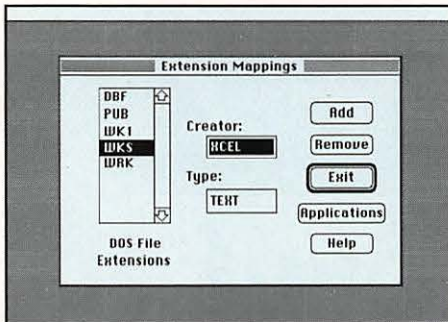 Extension Mappings
DBF
PUB
WK1
WKS
WRK
DOS File
Extensions
Creator:
XCEL
Type:
TEXT
Add
Remove
Exit
Applications
Help